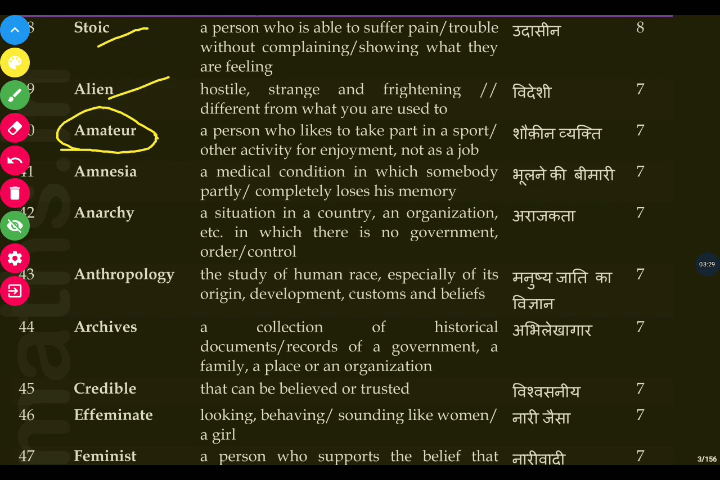 8 Stoic a person who is able to suffer pain/trouble उदासीन 8
without complaining/showing what they
are feeling
9 Alien hostile, strange and frightening // विदेशी 7
different from what you are used to
0 Amateur a person who likes to take part in a sport/ शौक़ीन व्यक्ति 7
other activity for enjoyment, not as a job
41 Amnesia a medical condition in which somebody भूलने की बीमारी 7
partly/ completely loses his memory
42 Anarchy a situation in a country, an organization, अराजकता 7
etc. in which there is no government,
order/control
03:29
43 Anthropology the study of human race, especially of its मनुष्य जाति का 7
origin, development, customs and beliefs विज्ञान
44 Archives a collection of historical अभिलेखागार 7
documents/records of a government, a
family, a place or an organization
45 Credible that can be believed or trusted विश्वसनीय 7
46 Effeminate looking, behaving/ sounding like women/ नारी जैसा 7
a girl
47 Feminist a person who supports the belief that नारीवादी 7
3/156